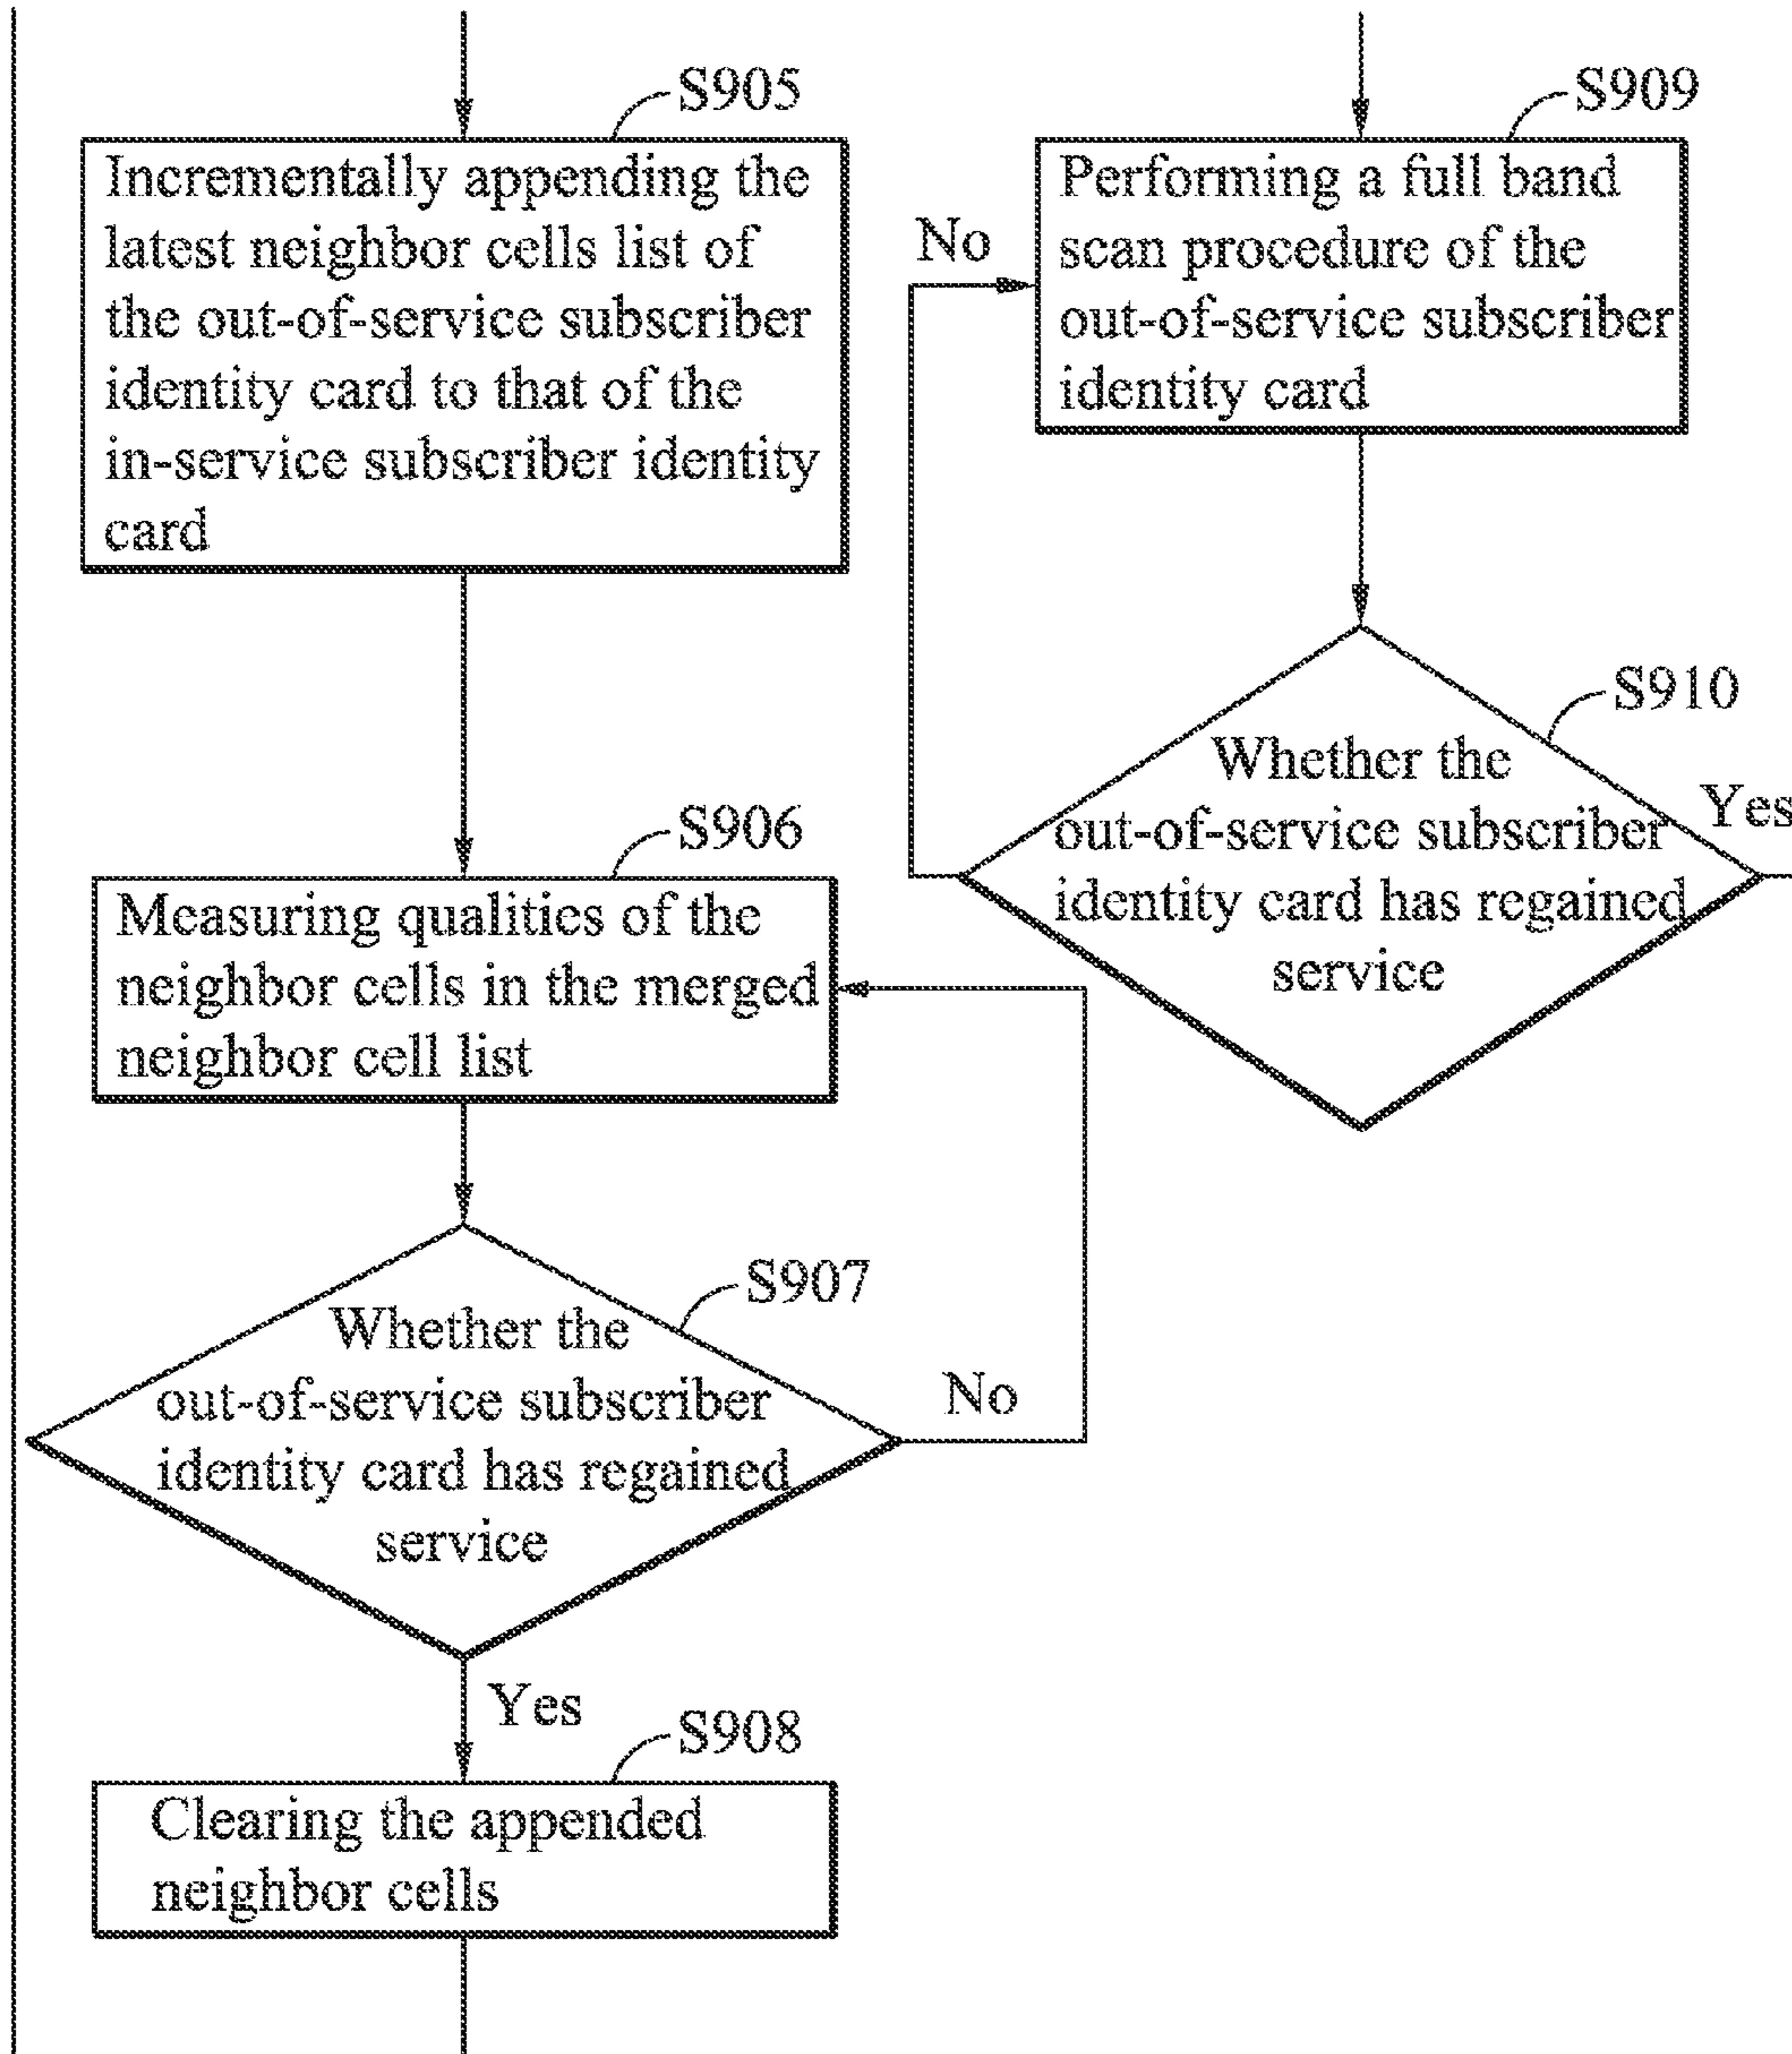 S905
Incrementally appending the
latest neighbor cells list of
the out-of-service subscriber
identity card to that of the
in-service subscriber identity
card
S906
Measuring qualities of the
neighbor cells in the merged
neighbor cell list
S907
Whether the
out-of-service subscriber
identity card has regained
service
No
Yes
S908
Clearing the appended
neighbor cells
S909
Performing a full band
scan procedure of the
out-of-service subscriber
identity card
No
S910
Whether the
out-of-service subscriber
identity card has regained
service
Yes